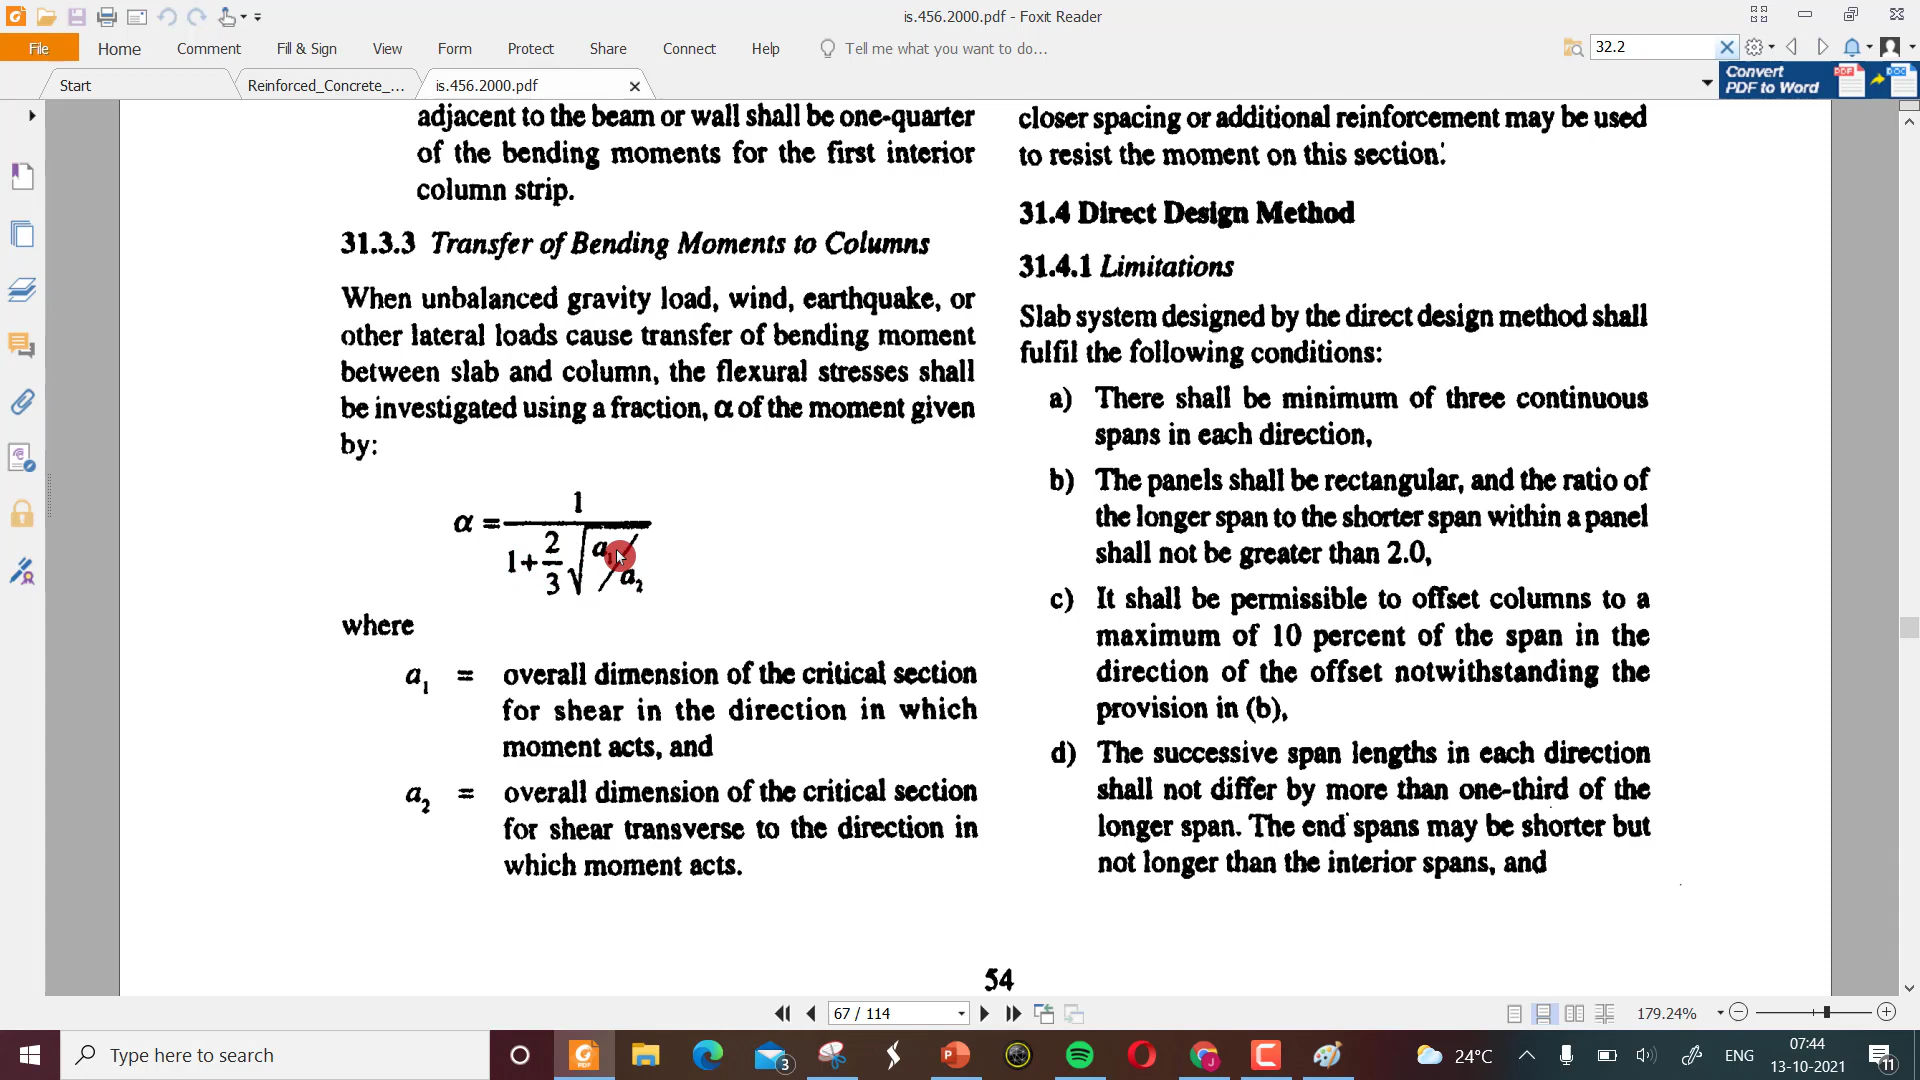 is.456.2000.pdf - Foxit Reader
File Home Comment Fill & Sign View Form Protect Share Connect Help Tell me what you want to do... 32.2
Start Reinforced_Concrete_... is.456.2000.pdf
Convert
PDF to Word
adjacent to the beam or wall shall be one-quarter
of the bending moments for the first interior
column strip.
31.3.3 Transfer of Bending Moments to Columns
When unbalanced gravity load, wind, earthquake, or
other lateral loads cause transfer of bending moment
between slab and column, the flexural stresses shall
be investigated using a fraction, α of the moment given
by:
α = 1 / (1 + 2/3 √(a₁/a₂))
where
a₁ = overall dimension of the critical section
for shear in the direction in which
moment acts, and
a₂ = overall dimension of the critical section
for shear transverse to the direction in
which moment acts.
closer spacing or additional reinforcement may be used
to resist the moment on this section.
31.4 Direct Design Method
31.4.1 Limitations
Slab system designed by the direct design method shall
fulfil the following conditions:
a) There shall be minimum of three continuous
spans in each direction,
b) The panels shall be rectangular, and the ratio of
the longer span to the shorter span within a panel
shall not be greater than 2.0,
c) It shall be permissible to offset columns to a
maximum of 10 percent of the span in the
direction of the offset notwithstanding the
provision in (b),
d) The successive span lengths in each direction
shall not differ by more than one-third of the
longer span. The end spans may be shorter but
not longer than the interior spans, and
54
67 / 114
179.24%
Type here to search
3
24°C
ENG
07:44
13-10-2021
11